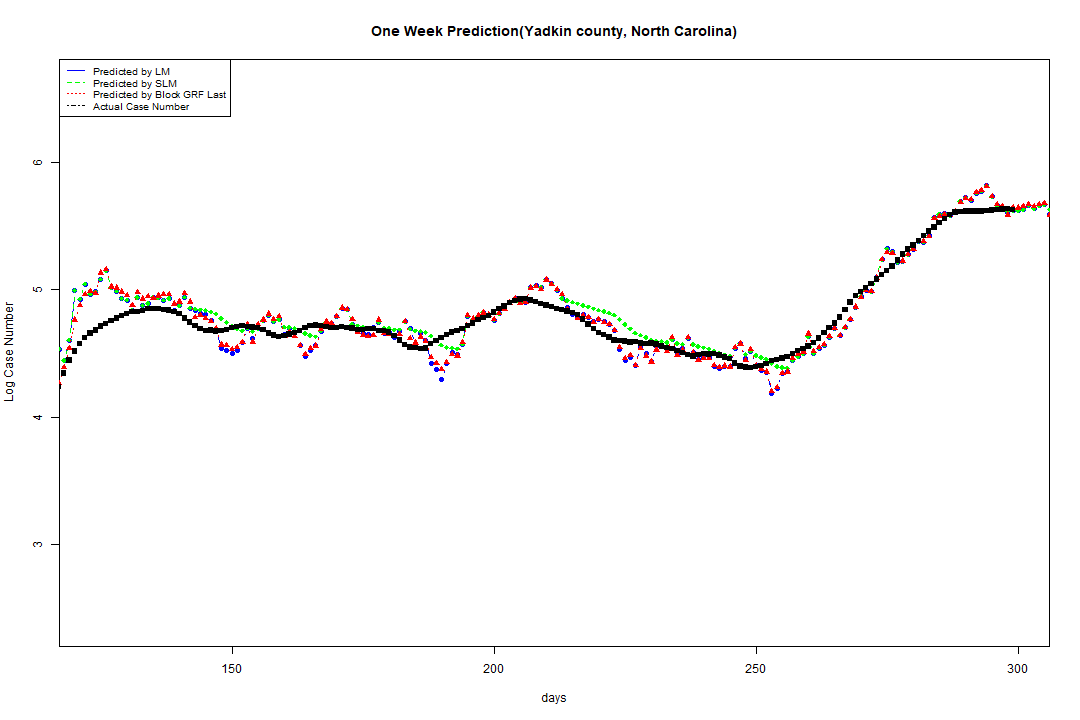 One Week Prediction(Yadkin county, North Carolina)
Predicted by LM
Predicted by SLM
Predicted by Block GRF Last
Actual Case Number
6
5
4
3
Log Case Number
150 200 250 300
days